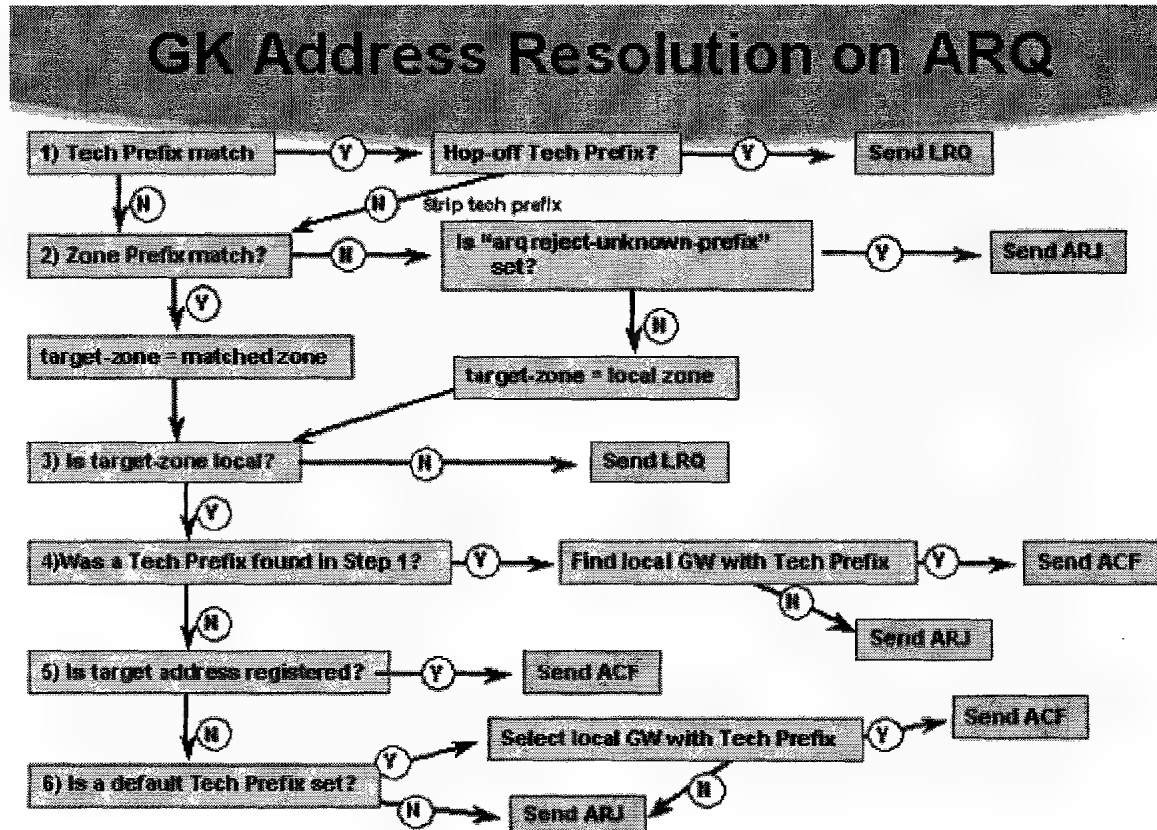 GK Address Resolution on ARQ
1) Tech Prefix match
Y
Hop-off Tech Prefix?
Y
Send LRQ
N
N
Strip tech prefix
2) Zone Prefix match?
N
Is "arq reject-unknown-prefix"
set?
Y
Send ARJ
Y
N
target-zone = matched zone
target-zone = local zone
3) Is target-zone local?
N
Send LRQ
Y
4)Was a Tech Prefix found in Step 1?
Y
Find local GW with Tech Prefix
Y
Send ACF
N
N
Send ARJ
5) Is target address registered?
Y
Send ACF
N
Send ACF
Select local GW with Tech Prefix
Y
Y
6) Is a default Tech Prefix set?
N
N
Send ARJ